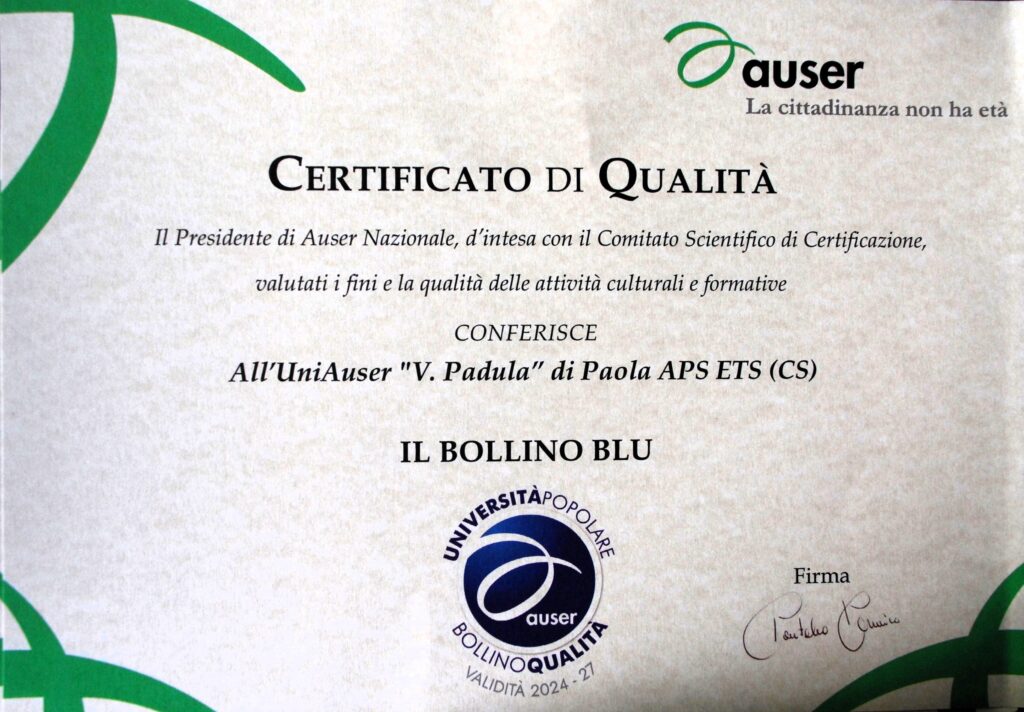 auser
La cittadinanza non ha età
CERTIFICATO DI QUALITÀ
Il Presidente di Auser Nazionale, d'intesa con il Comitato Scientifico di Certificazione,
valutati i fini e la qualità delle attività culturali e formative
CONFERISCE
All'UniAuser "V. Padula” di Paola APS ETS (CS)
IL BOLLINO BLU
UNIVERSITÀPOPOLARE
auser
BOLLINOQUALITÀ
VALIDITÀ 2024 - 27
Firma